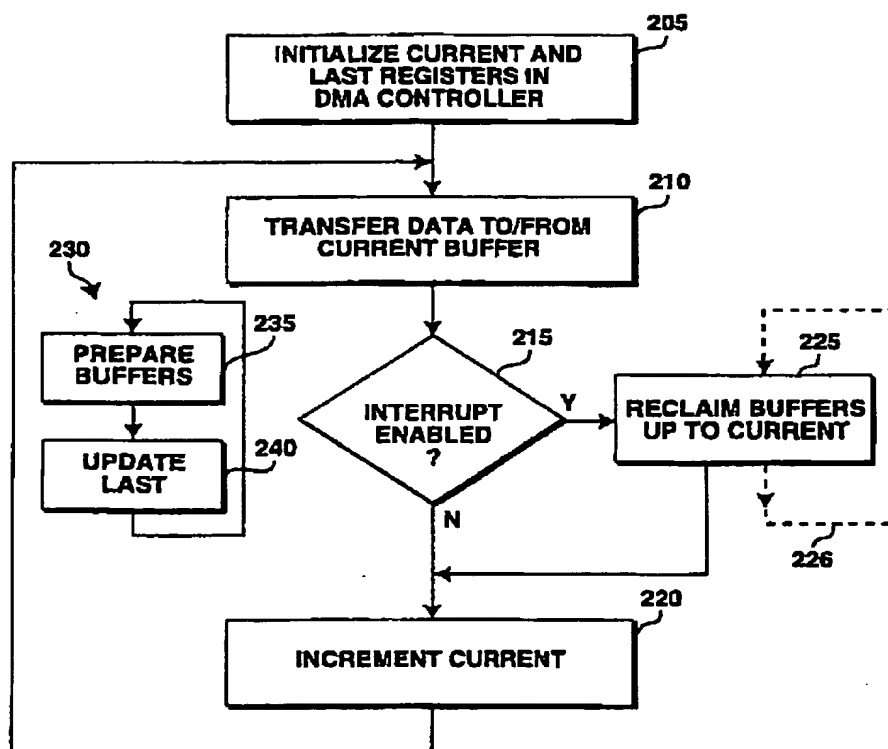 205
INITIALIZE CURRENT AND
LAST REGISTERS IN
DMA CONTROLLER
210
TRANSFER DATA TO/FROM
CURRENT BUFFER
230
235
PREPARE
BUFFERS
240
UPDATE
LAST
215
INTERRUPT
ENABLED
?
Y
N
225
RECLAIM BUFFERS
UP TO CURRENT
226
220
INCREMENT CURRENT